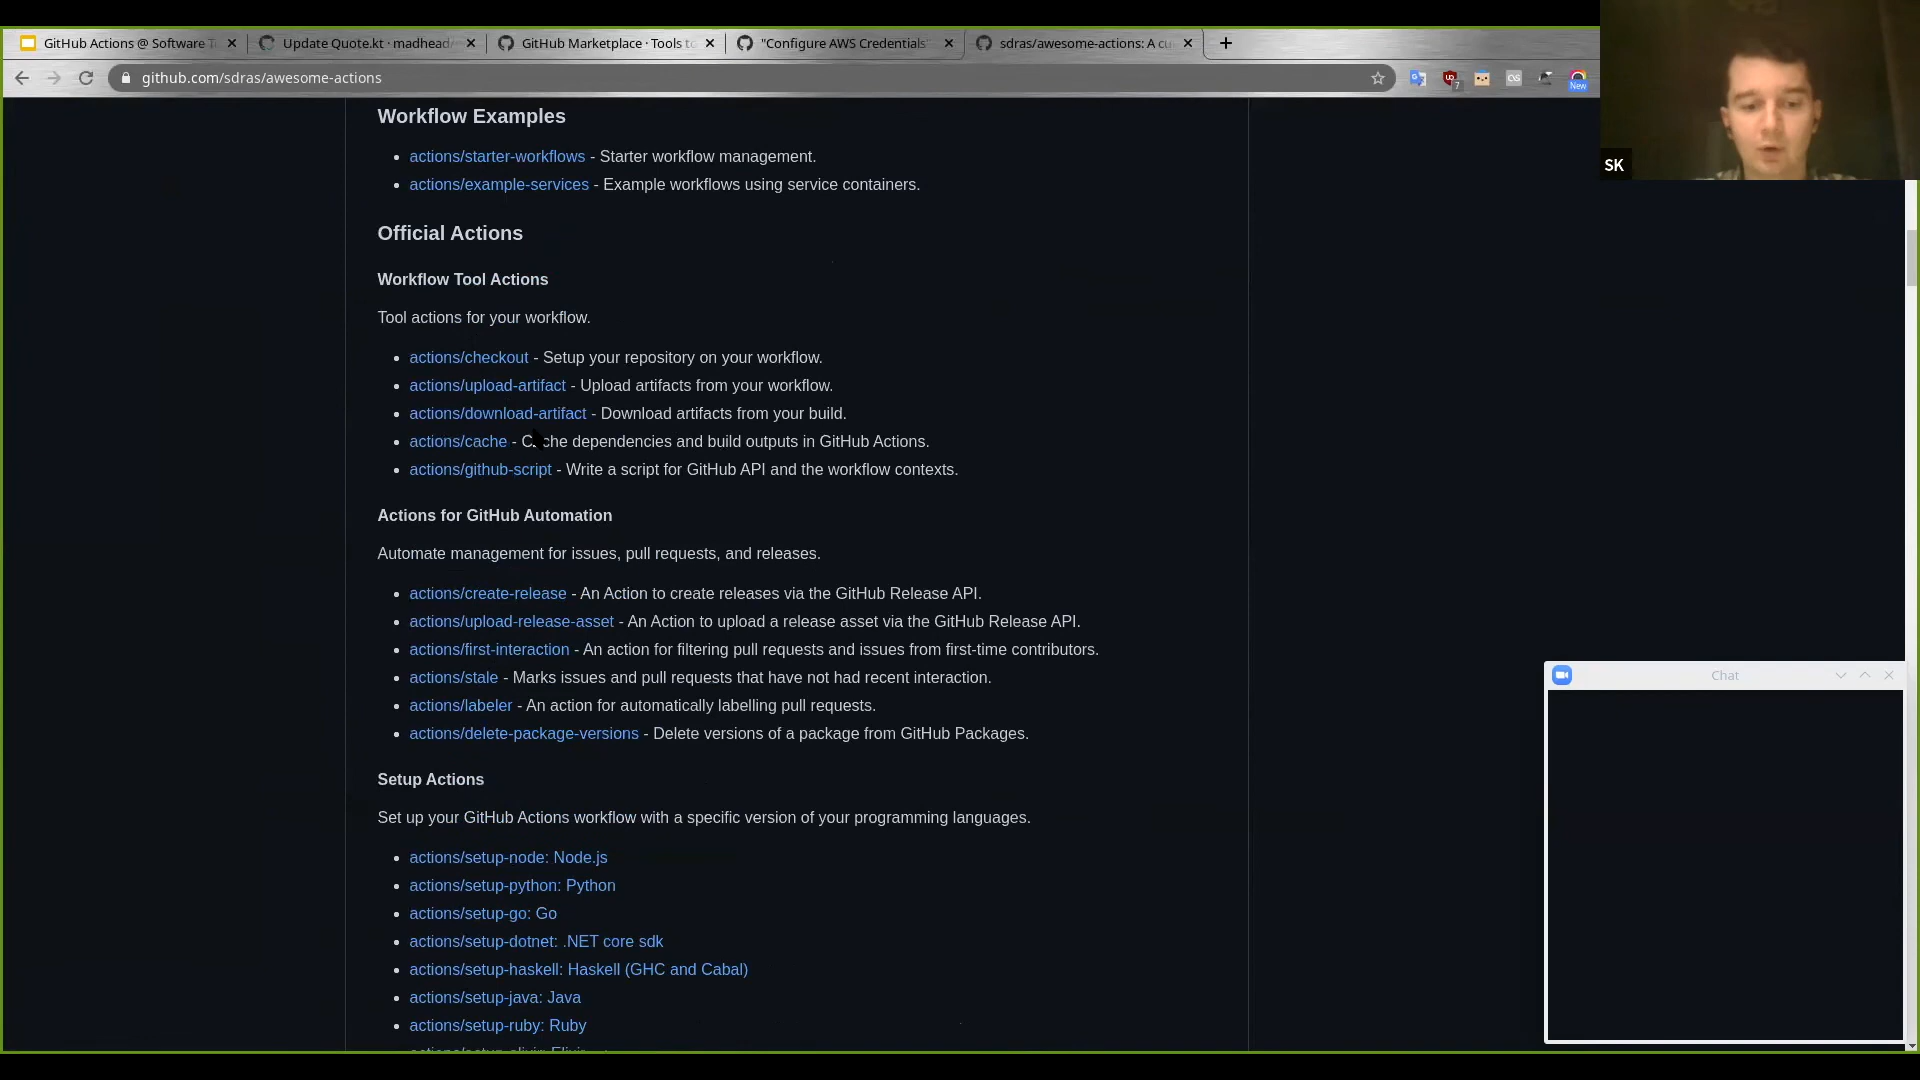 GitHub Actions @ Software T
Update Quote.kt · madhead/
GitHub Marketplace · Tools to
"Configure AWS Credentials"
sdras/awesome-actions: A cu
github.com/sdras/awesome-actions
7
New
SK
Workflow Examples
actions/starter-workflows - Starter workflow management.
actions/example-services - Example workflows using service containers.
Official Actions
Workflow Tool Actions
Tool actions for your workflow.
actions/checkout - Setup your repository on your workflow.
actions/upload-artifact - Upload artifacts from your workflow.
actions/download-artifact - Download artifacts from your build.
actions/cache - Cache dependencies and build outputs in GitHub Actions.
actions/github-script - Write a script for GitHub API and the workflow contexts.
Actions for GitHub Automation
Automate management for issues, pull requests, and releases.
actions/create-release - An Action to create releases via the GitHub Release API.
actions/upload-release-asset - An Action to upload a release asset via the GitHub Release API.
actions/first-interaction - An action for filtering pull requests and issues from first-time contributors.
actions/stale - Marks issues and pull requests that have not had recent interaction.
actions/labeler - An action for automatically labelling pull requests.
actions/delete-package-versions - Delete versions of a package from GitHub Packages.
Chat
Setup Actions
Set up your GitHub Actions workflow with a specific version of your programming languages.
actions/setup-node: Node.js
actions/setup-python: Python
actions/setup-go: Go
actions/setup-dotnet: .NET core sdk
actions/setup-haskell: Haskell (GHC and Cabal)
actions/setup-java: Java
actions/setup-ruby: Ruby